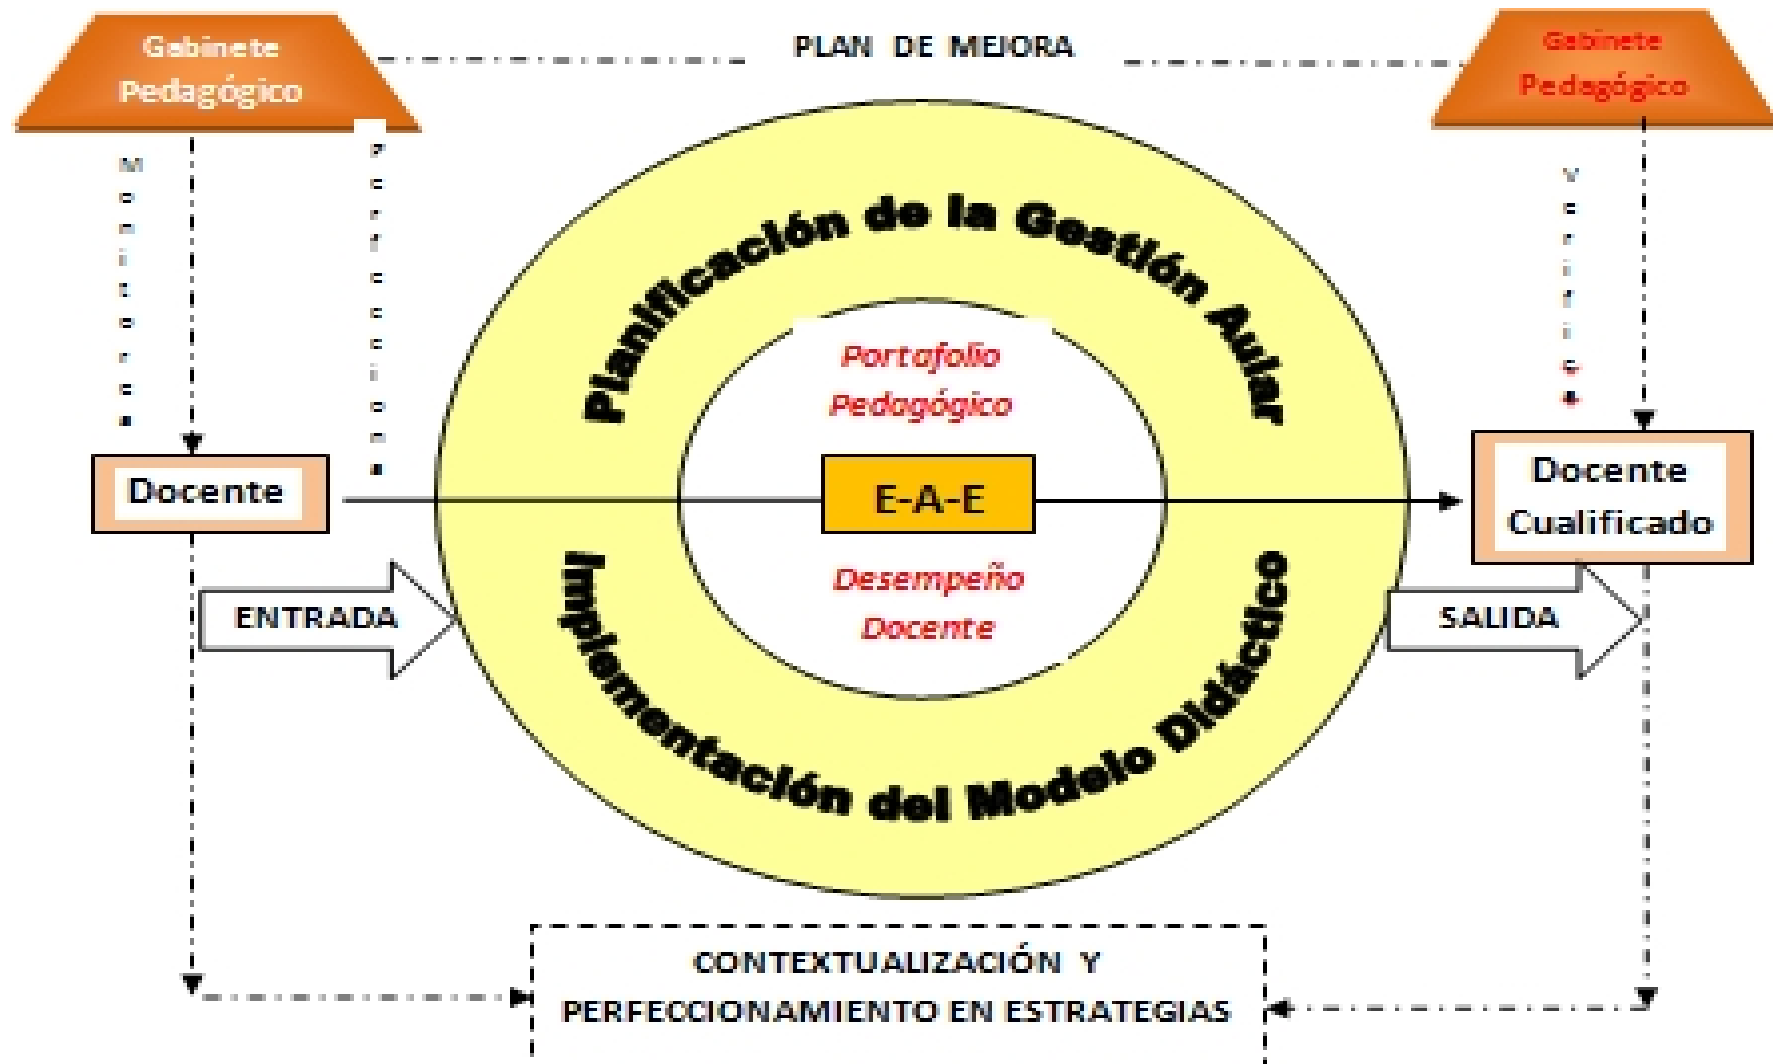 Gabinete
Pedagógico
PLAN DE MEJORA
Gabinete
Pedagógico
Monitorea
Perfecciona
Verifica
Planificación de la Gestión Aular
Portafolio
Pedagógico
Docente
E-A-E
Docente
Cualificado
Desempeño
Docente
ENTRADA
SALIDA
Implementación del Modelo Didáctico
CONTEXTUALIZACIÓN Y
PERFECCIONAMIENTO EN ESTRATEGIAS